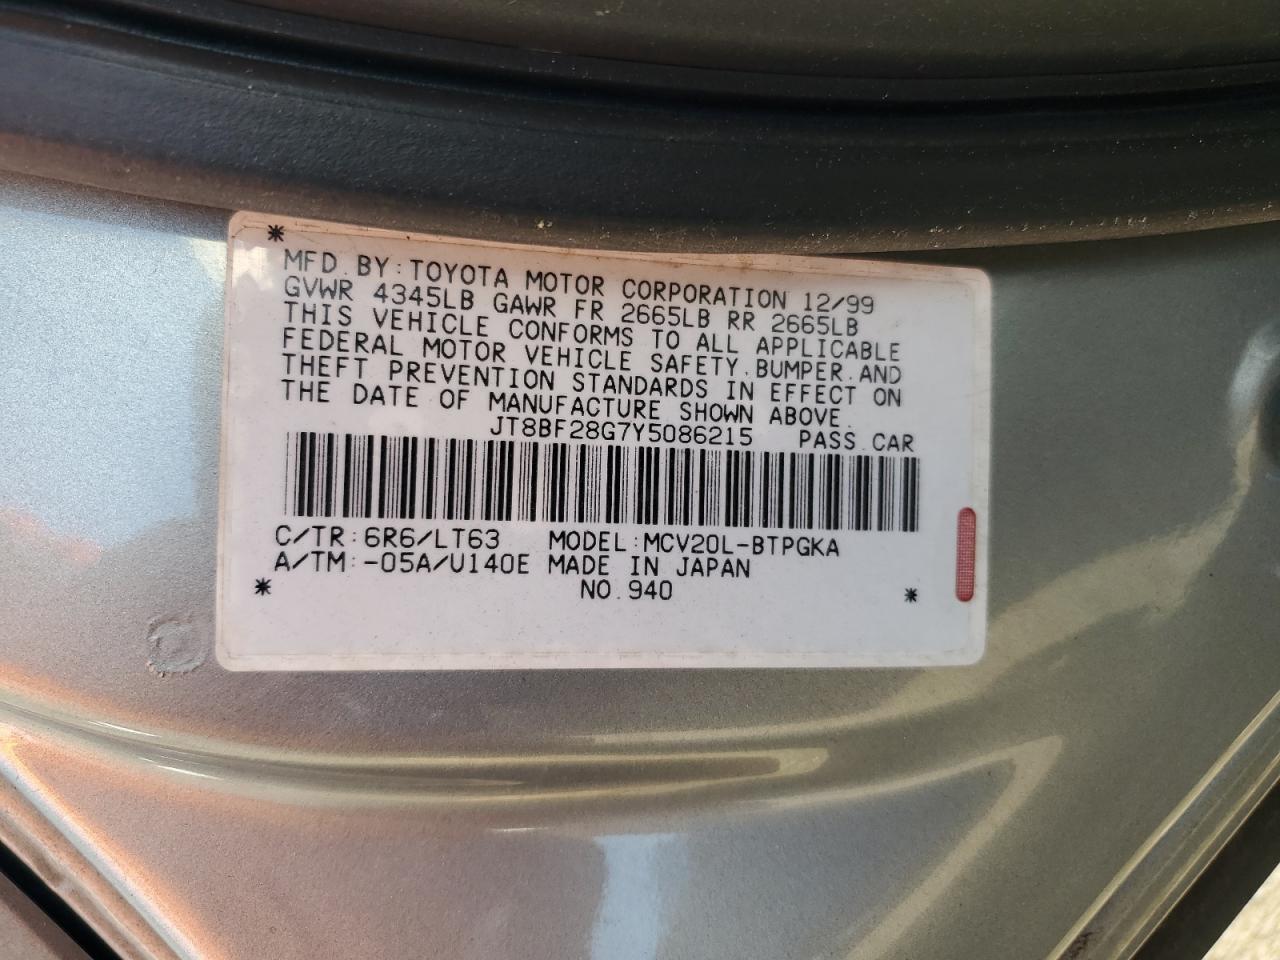 *
MFD. BY: TOYOTA MOTOR CORPORATION 12/99
GVWR 4345LB GAWR FR 2665LB RR 2665LB
THIS VEHICLE CONFORMS TO ALL APPLICABLE
FEDERAL MOTOR VEHICLE SAFETY. BUMPER. AND
THEFT PREVENTION STANDARDS IN EFFECT ON
THE DATE OF MANUFACTURE SHOWN ABOVE.
JT8BF28G7Y5086215 PASS. CAR
C/TR: 6R6/LT63 MODEL: MCV20L-BTPGKA
A/TM: -05A/U140E MADE IN JAPAN
* NO. 940 *